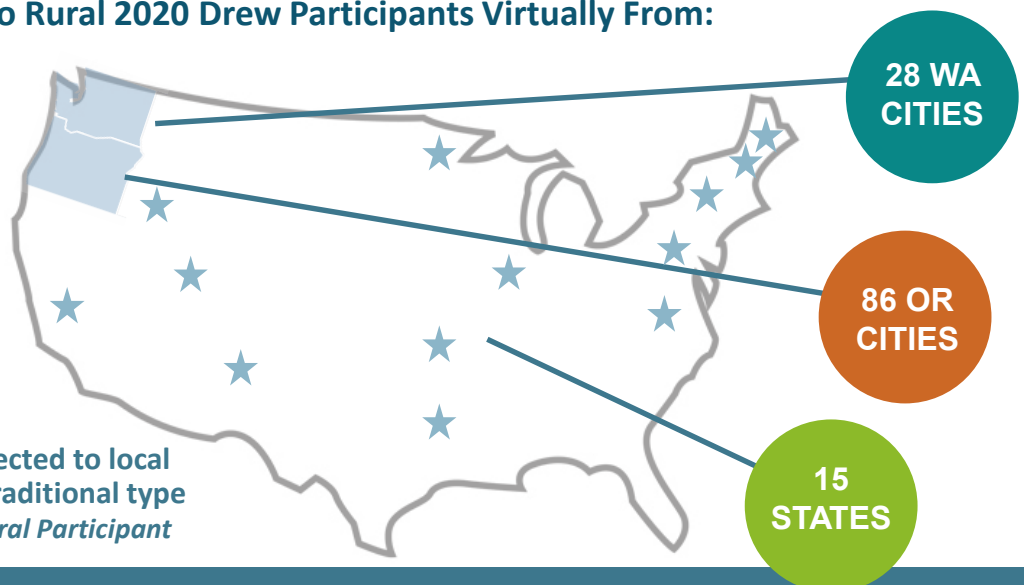 o Rural 2020 Drew Participants Virtually From:
28 WA
CITIES
86 OR
CITIES
15
STATES
ected to local
raditional type
ral Participant